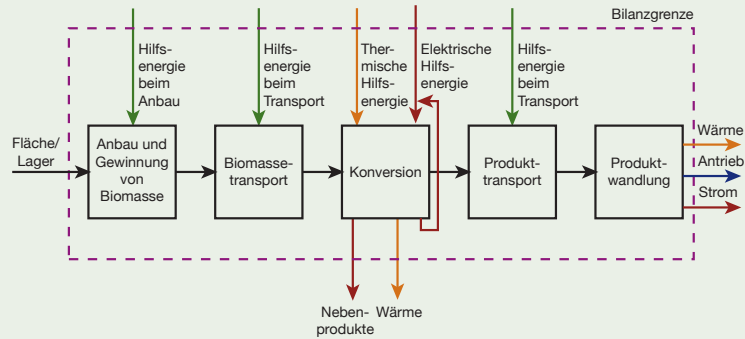 Bilanzgrenze
Hilfs-
energie
beim
Anbau
Hilfs-
energie
beim
Transport
Ther-
mische
Hilfs-
energie
Elektrische
Hilfs-
energie
Hilfs-
energie
beim
Transport
Fläche/
Lager
Anbau und
Gewinnung
von
Biomasse
Biomasse-
transport
Konversion
Produkt-
transport
Produkt-
wandlung
Wärme
Antrieb
Strom
Neben-
produkte
Wärme